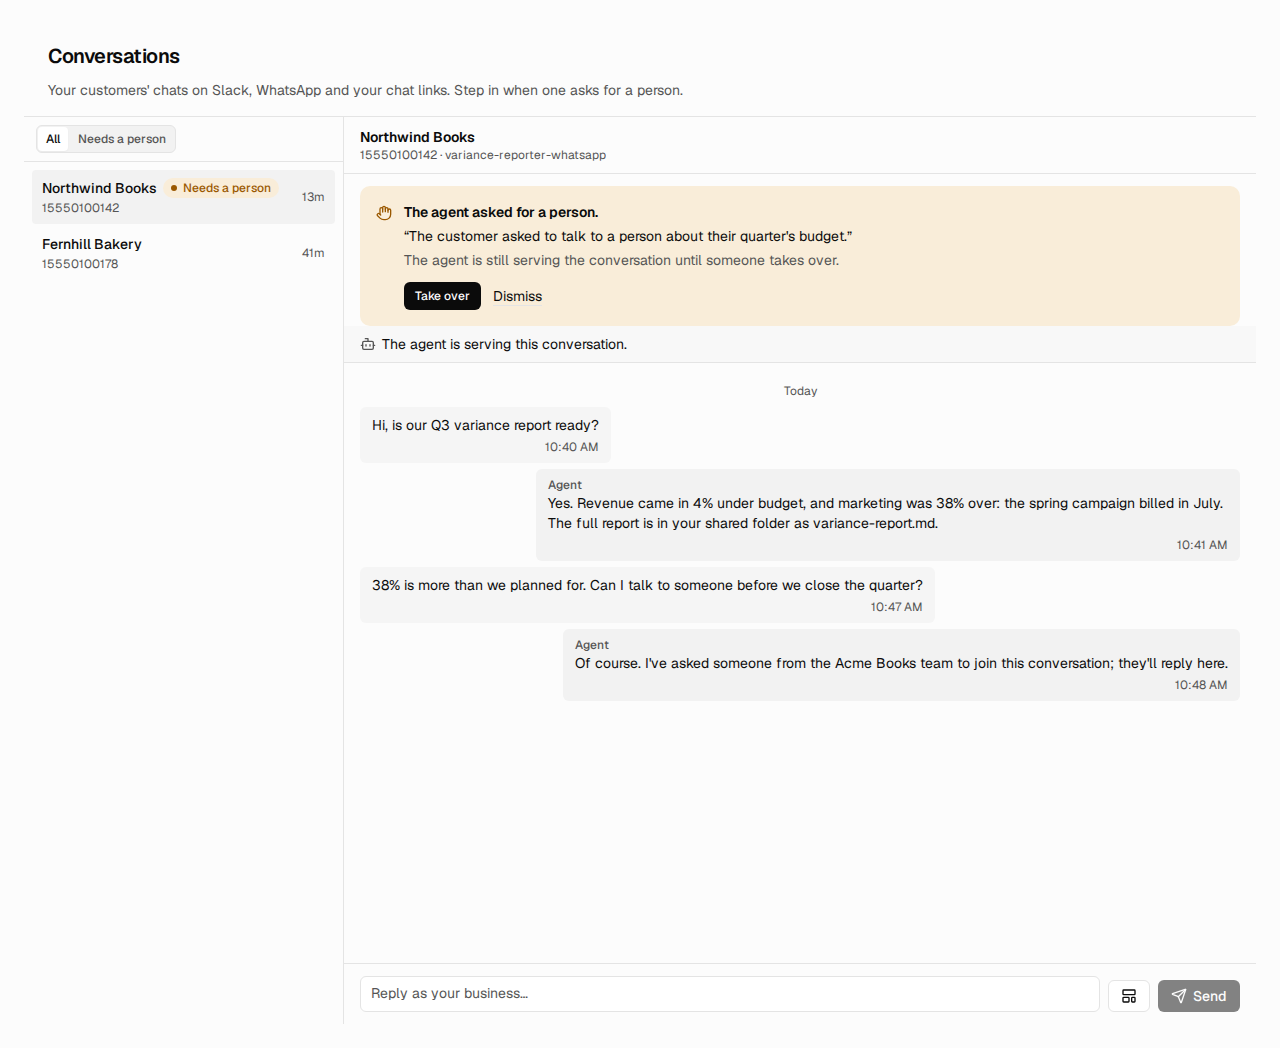 Conversations
Your customers' chats on Slack, WhatsApp and your chat links. Step in when one asks for a person.
All
Needs a person
Northwind Books
Needs a person
15550100142
13m
Fernhill Bakery
15550100178
41m
Northwind Books
15550100142 · variance-reporter-whatsapp
The agent asked for a person.
“The customer asked to talk to a person about their quarter's budget.”
The agent is still serving the conversation until someone takes over.
Take over
Dismiss
The agent is serving this conversation.
Today
Hi, is our Q3 variance report ready?
10:40 AM
Agent
Yes. Revenue came in 4% under budget, and marketing was 38% over: the spring campaign billed in July.
The full report is in your shared folder as variance-report.md.
10:41 AM
38% is more than we planned for. Can I talk to someone before we close the quarter?
10:47 AM
Agent
Of course. I've asked someone from the Acme Books team to join this conversation; they'll reply here.
10:48 AM
Reply as your business…
Send